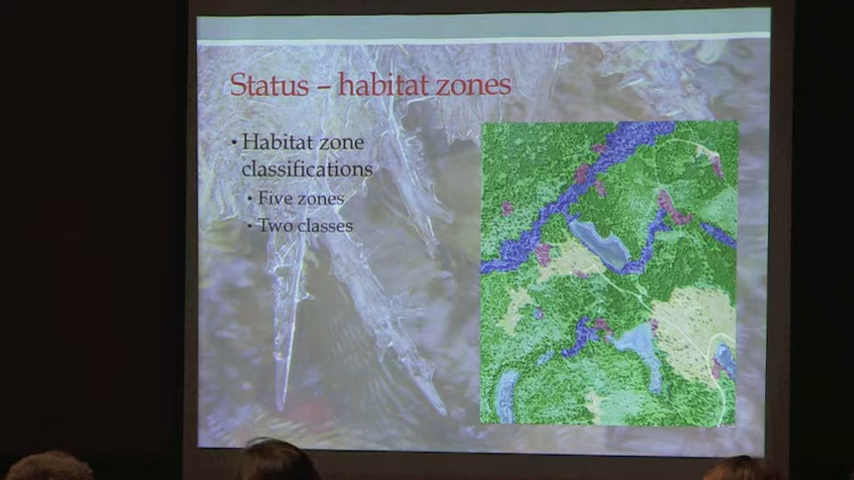 Status – habitat zones
• Habitat zone
classifications
• Five zones
• Two classes